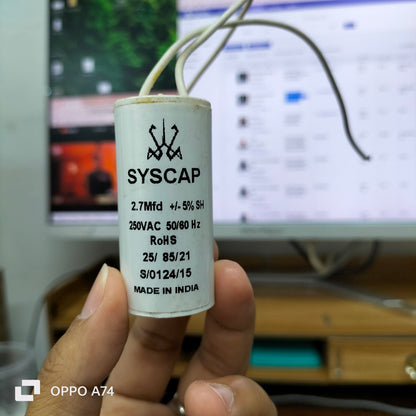 SYSCAP
2.7Mfd +/-5% SH
250VAC 50/60 Hz
RoHS
25/ 85/21
S/0124/15
MADE IN INDIA
OPPO A74